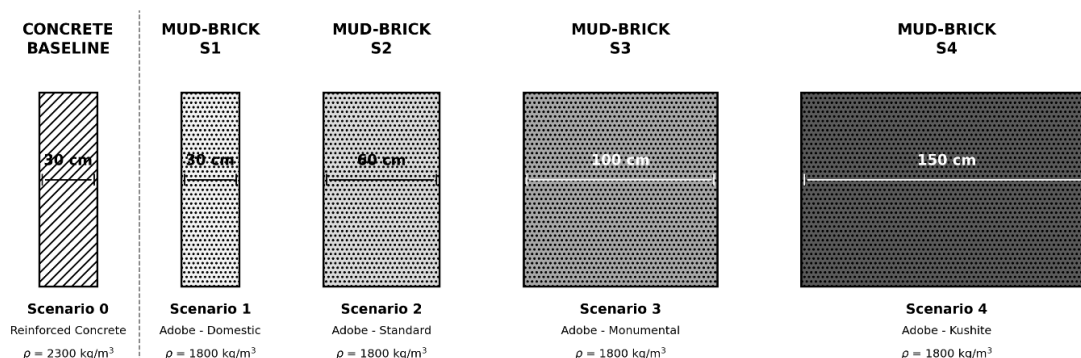 CONCRETE
BASELINE
30 cm
Scenario 0
Reinforced Concrete
ρ = 2300 kg/m³
MUD-BRICK
S1
30 cm
Scenario 1
Adobe - Domestic
ρ = 1800 kg/m³
MUD-BRICK
S2
60 cm
Scenario 2
Adobe - Standard
ρ = 1800 kg/m³
MUD-BRICK
S3
100 cm
Scenario 3
Adobe - Monumental
ρ = 1800 kg/m³
MUD-BRICK
S4
150 cm
Scenario 4
Adobe - Kushite
ρ = 1800 kg/m³